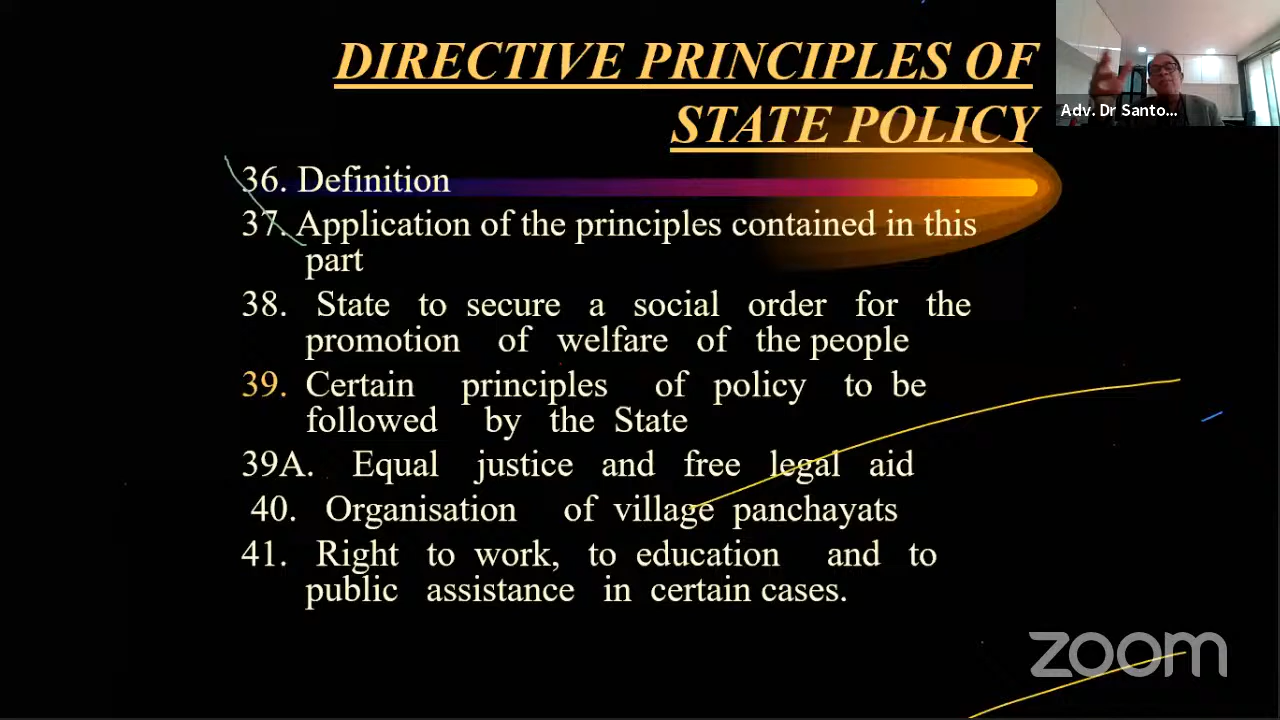 DIRECTIVE PRINCIPLES OF
STATE POLICY
Adv. Dr Santo...
36. Definition
37. Application of the principles contained in this
part
38. State to secure a social order for the
promotion of welfare of the people
39. Certain principles of policy to be
followed by the State
39A. Equal justice and free legal aid
40. Organisation of village panchayats
41. Right to work, to education and to
public assistance in certain cases.
zoom